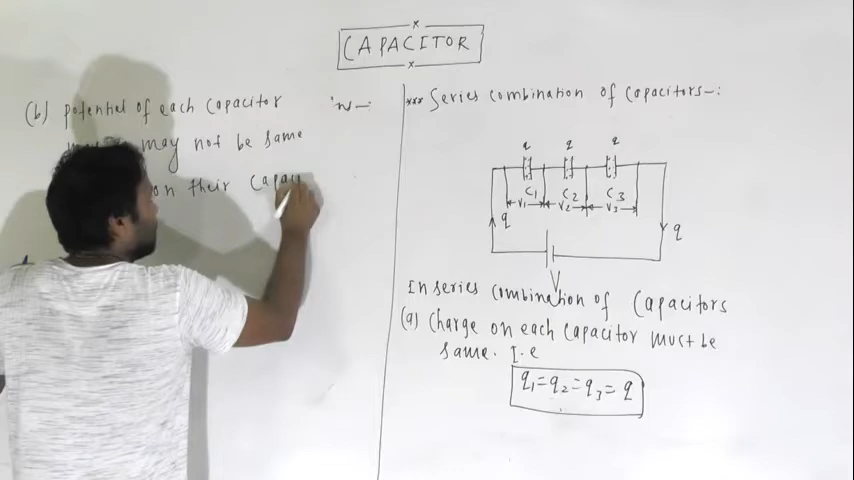 CAPACITOR
(b) potential of each capacitor
may not be same
on their
*** Series combination of capacitors-:
q q q
C1 C2 C3
V1 V2 V3
q q
V
In series combination of Capacitors
(a) Charge on each capacitor must be
same. I.e
q1=q2=q3=q